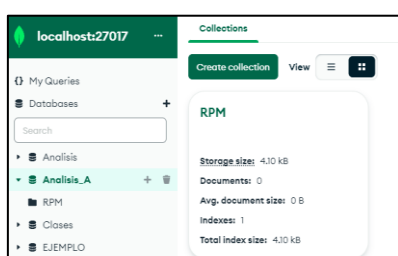 localhost:27017 ...
{} My Queries
Databases +
Search
Analisis
Analisis_A +
RPM
Clases
EJEMPLO
Collections
Create collection View
RPM
Storage size: 4.10 kB
Documents: 0
Avg. document size: 0 B
Indexes: 1
Total index size: 4.10 kB